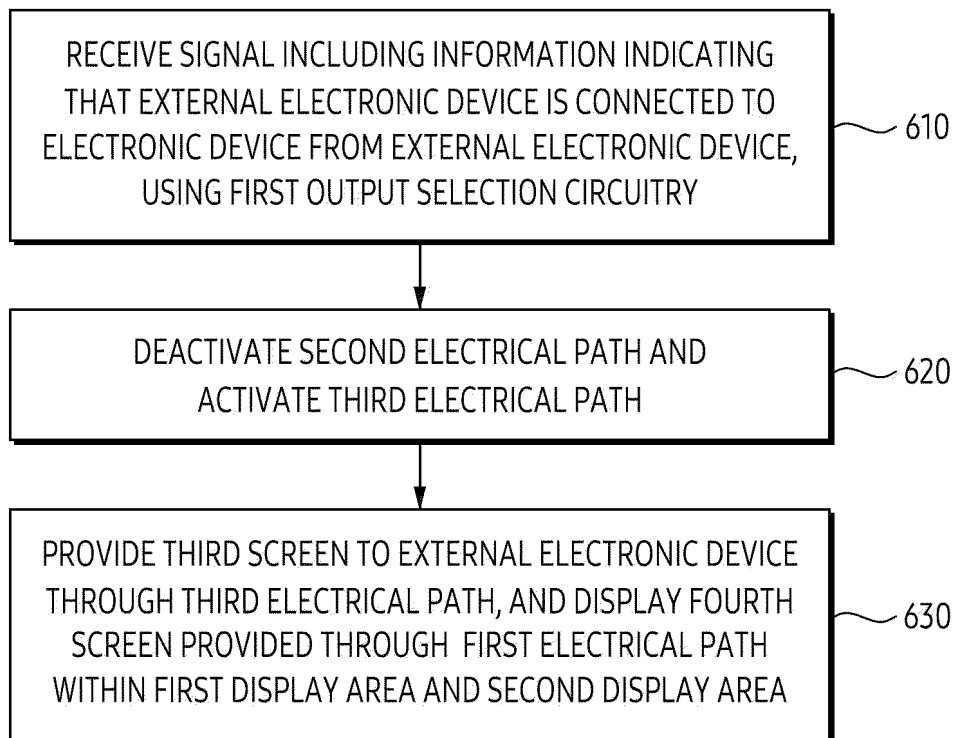 RECEIVE SIGNAL INCLUDING INFORMATION INDICATING
THAT EXTERNAL ELECTRONIC DEVICE IS CONNECTED TO
ELECTRONIC DEVICE FROM EXTERNAL ELECTRONIC DEVICE,
USING FIRST OUTPUT SELECTION CIRCUITRY
610
DEACTIVATE SECOND ELECTRICAL PATH AND
ACTIVATE THIRD ELECTRICAL PATH
620
PROVIDE THIRD SCREEN TO EXTERNAL ELECTRONIC DEVICE
THROUGH THIRD ELECTRICAL PATH, AND DISPLAY FOURTH
SCREEN PROVIDED THROUGH FIRST ELECTRICAL PATH
WITHIN FIRST DISPLAY AREA AND SECOND DISPLAY AREA
630